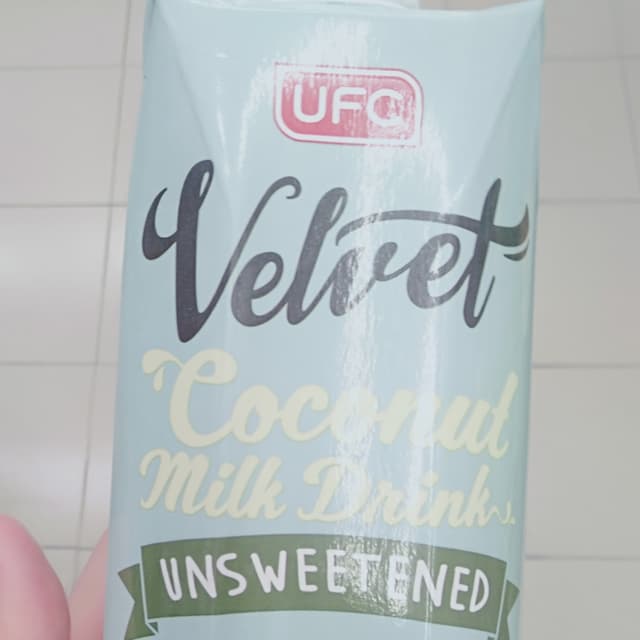 UFC
Velvet
Coconut
Milk Drink
UNSWEETENED